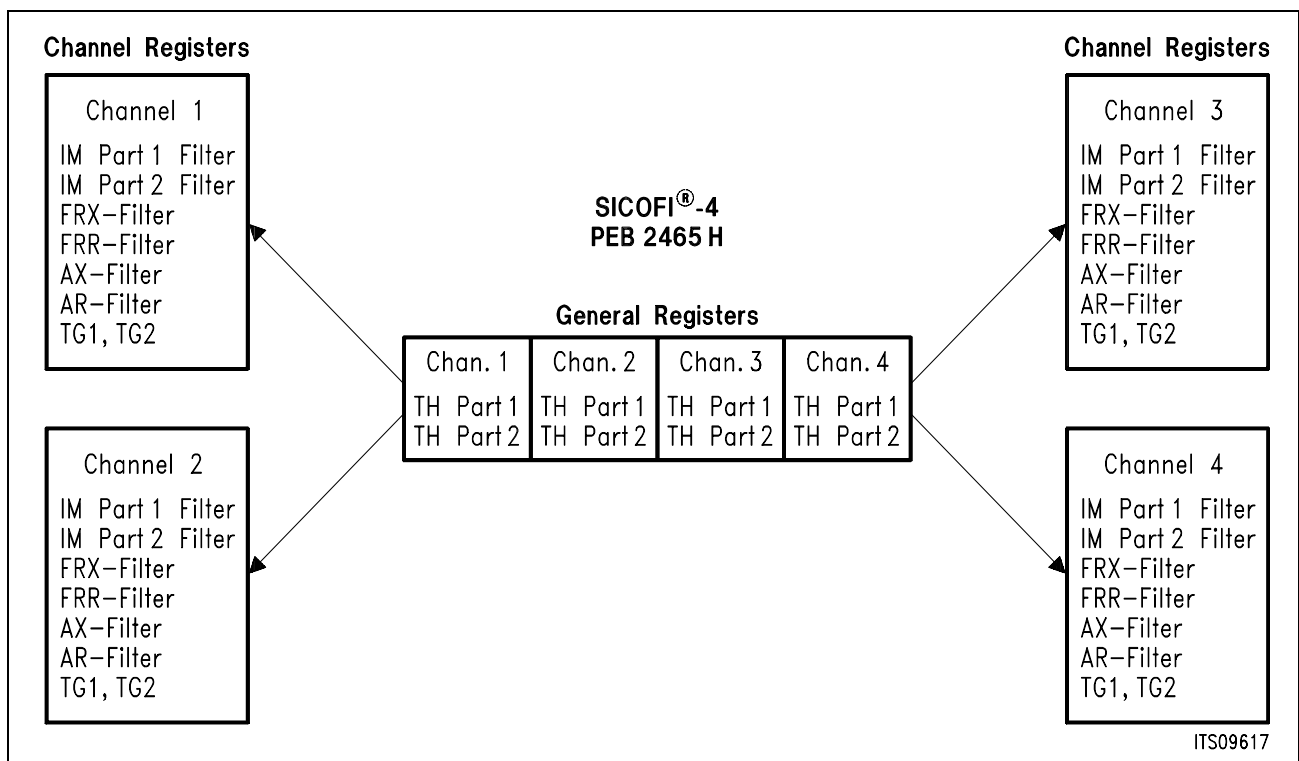 Channel Registers
Channel 1
IM Part 1 Filter
IM Part 2 Filter
FRX-Filter
FRR-Filter
AX-Filter
AR-Filter
TG1, TG2
Channel 2
IM Part 1 Filter
IM Part 2 Filter
FRX-Filter
FRR-Filter
AX-Filter
AR-Filter
TG1, TG2
SICOFI®-4
PEB 2465 H
General Registers
Chan. 1
TH Part 1
TH Part 2
Chan. 2
TH Part 1
TH Part 2
Chan. 3
TH Part 1
TH Part 2
Chan. 4
TH Part 1
TH Part 2
Channel Registers
Channel 3
IM Part 1 Filter
IM Part 2 Filter
FRX-Filter
FRR-Filter
AX-Filter
AR-Filter
TG1, TG2
Channel 4
IM Part 1 Filter
IM Part 2 Filter
FRX-Filter
FRR-Filter
AX-Filter
AR-Filter
TG1, TG2
ITS09617